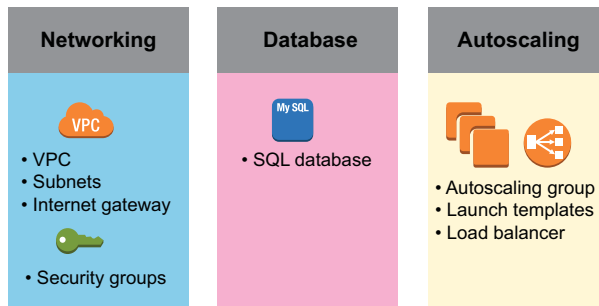 Networking
VPC
• VPC
• Subnets
• Internet gateway
• Security groups
Database
My SQL
• SQL database
Autoscaling
• Autoscaling group
• Launch templates
• Load balancer